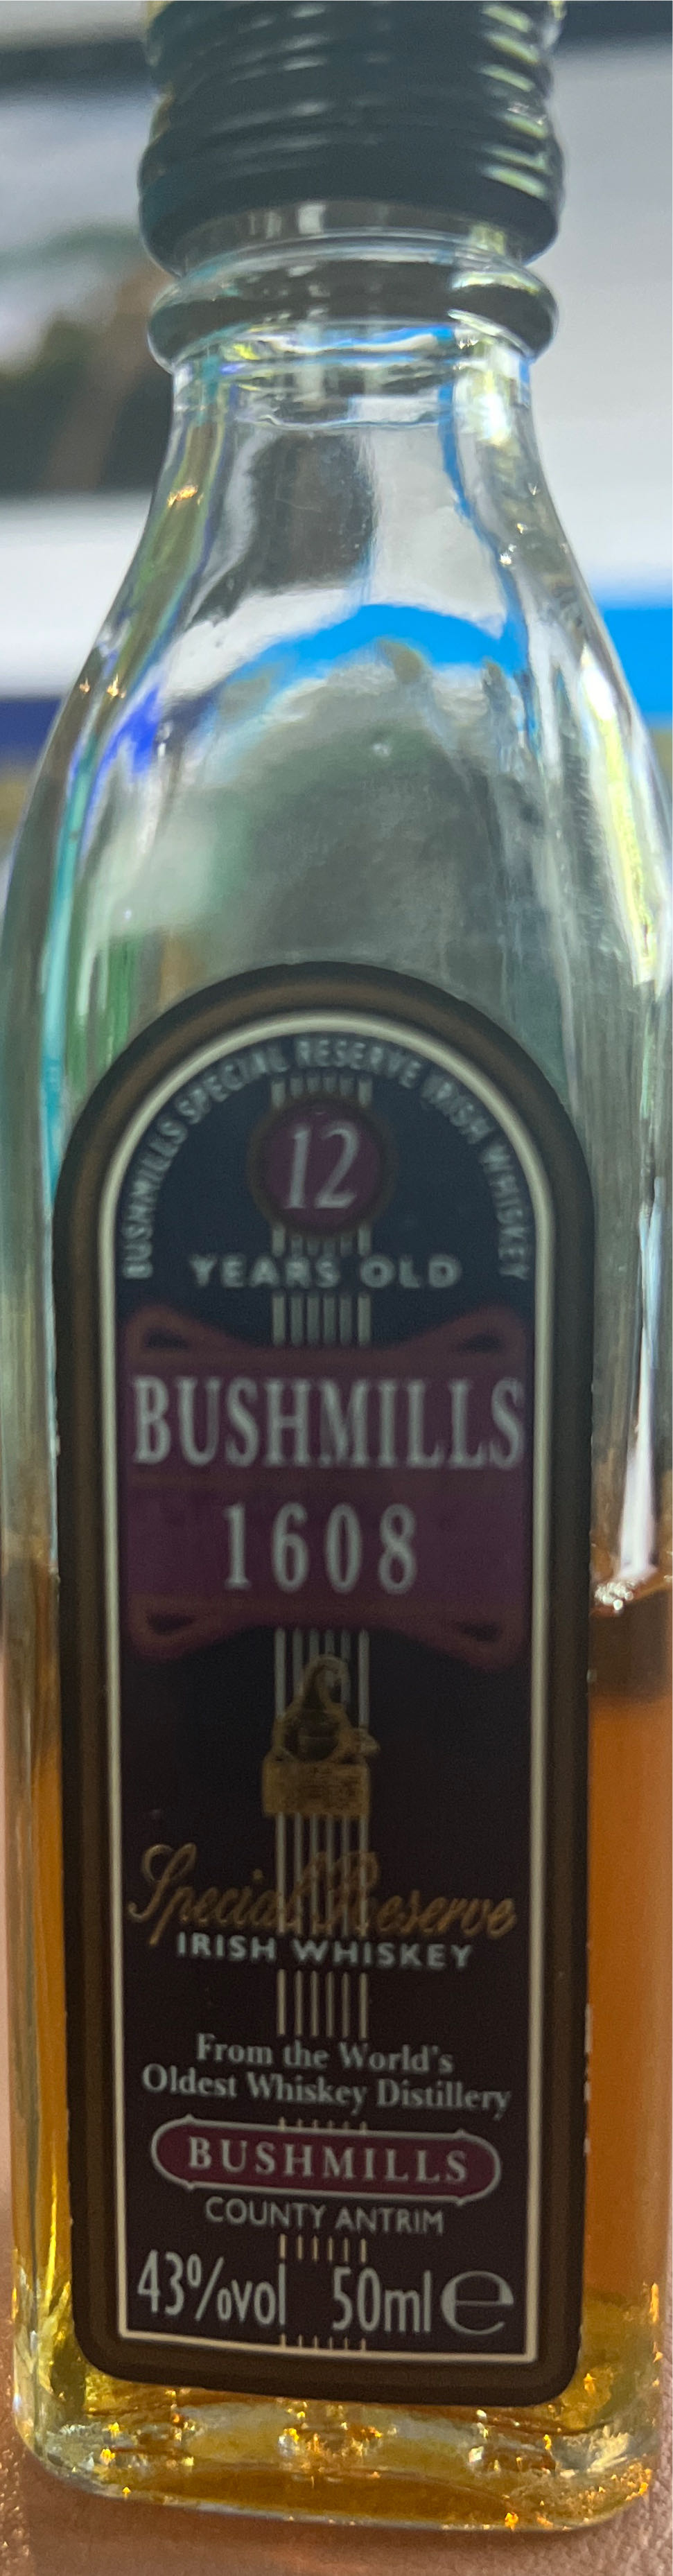 BUSHMILLS SPECIAL RESERVE IRISH WHISKEY
12
YEARS OLD
BUSHMILLS
1608
Special Reserve
IRISH WHISKEY
From the World's
Oldest Whiskey Distillery
BUSHMILLS
COUNTY ANTRIM
43%vol 50ml e